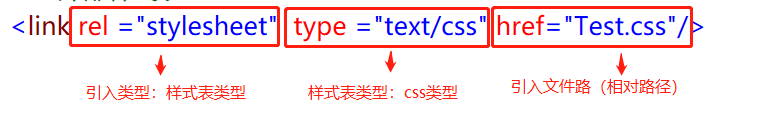 <link rel ="stylesheet" type ="text/css" href="Test.css"/>
引入类型：样式表类型 样式表类型：css类型 引入文件路（相对路径）